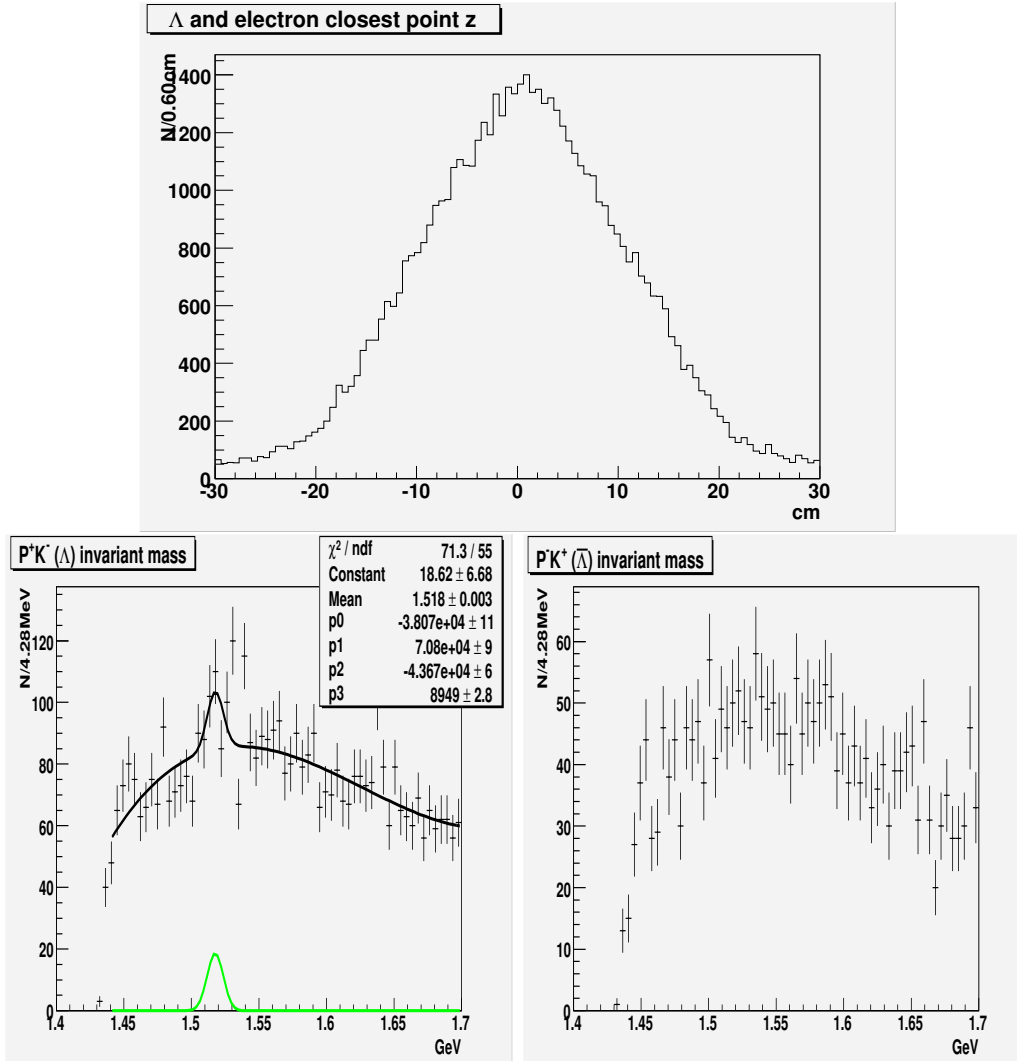 Λ and electron closest point z
N/0.60cm
1400
1200
1000
800
600
400
200
0
-30 -20 -10 0 10 20 30
cm
P⁺K⁻ (Λ) invariant mass
χ² / ndf 71.3 / 55
Constant 18.62 ± 6.68
Mean 1.518 ± 0.003
p0 -3.807e+04 ± 11
p1 7.08e+04 ± 9
p2 -4.367e+04 ± 6
p3 8949 ± 2.8
N/4.28MeV
120
100
80
60
40
20
0
1.4 1.45 1.5 1.55 1.6 1.65 1.7
GeV
P⁻K⁺ (Λ̅) invariant mass
N/4.28MeV
60
50
40
30
20
10
0
1.4 1.45 1.5 1.55 1.6 1.65 1.7
GeV